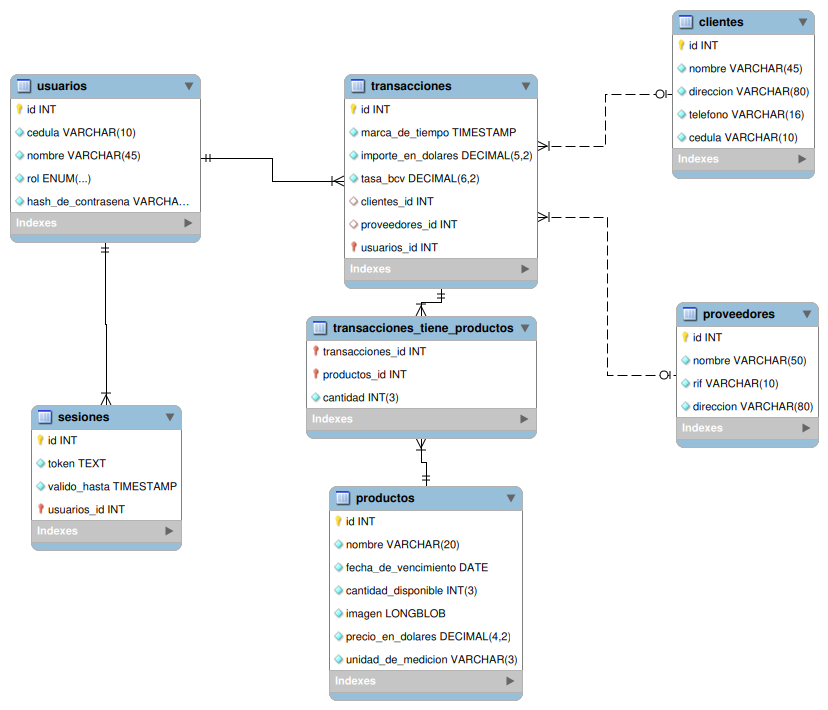 clientes
id INT
nombre VARCHAR(45)
direccion VARCHAR(80)
telefono VARCHAR(16)
cedula VARCHAR(10)
Indexes
usuarios
id INT
cedula VARCHAR(10)
nombre VARCHAR(45)
rol ENUM(...)
hash_de_contrasena VARCHA...
Indexes
transacciones
id INT
marca_de_tiempo TIMESTAMP
importe_en_dolares DECIMAL(5,2)
tasa_bcv DECIMAL(6,2)
clientes_id INT
proveedores_id INT
usuarios_id INT
Indexes
proveedores
id INT
nombre VARCHAR(50)
rif VARCHAR(10)
direccion VARCHAR(80)
Indexes
transacciones_tiene_productos
transacciones_id INT
productos_id INT
cantidad INT(3)
Indexes
sesiones
id INT
token TEXT
valido_hasta TIMESTAMP
usuarios_id INT
Indexes
productos
id INT
nombre VARCHAR(20)
fecha_de_vencimiento DATE
cantidad_disponible INT(3)
imagen LONGBLOB
precio_en_dolares DECIMAL(4,2)
unidad_de_medicion VARCHAR(3)
Indexes